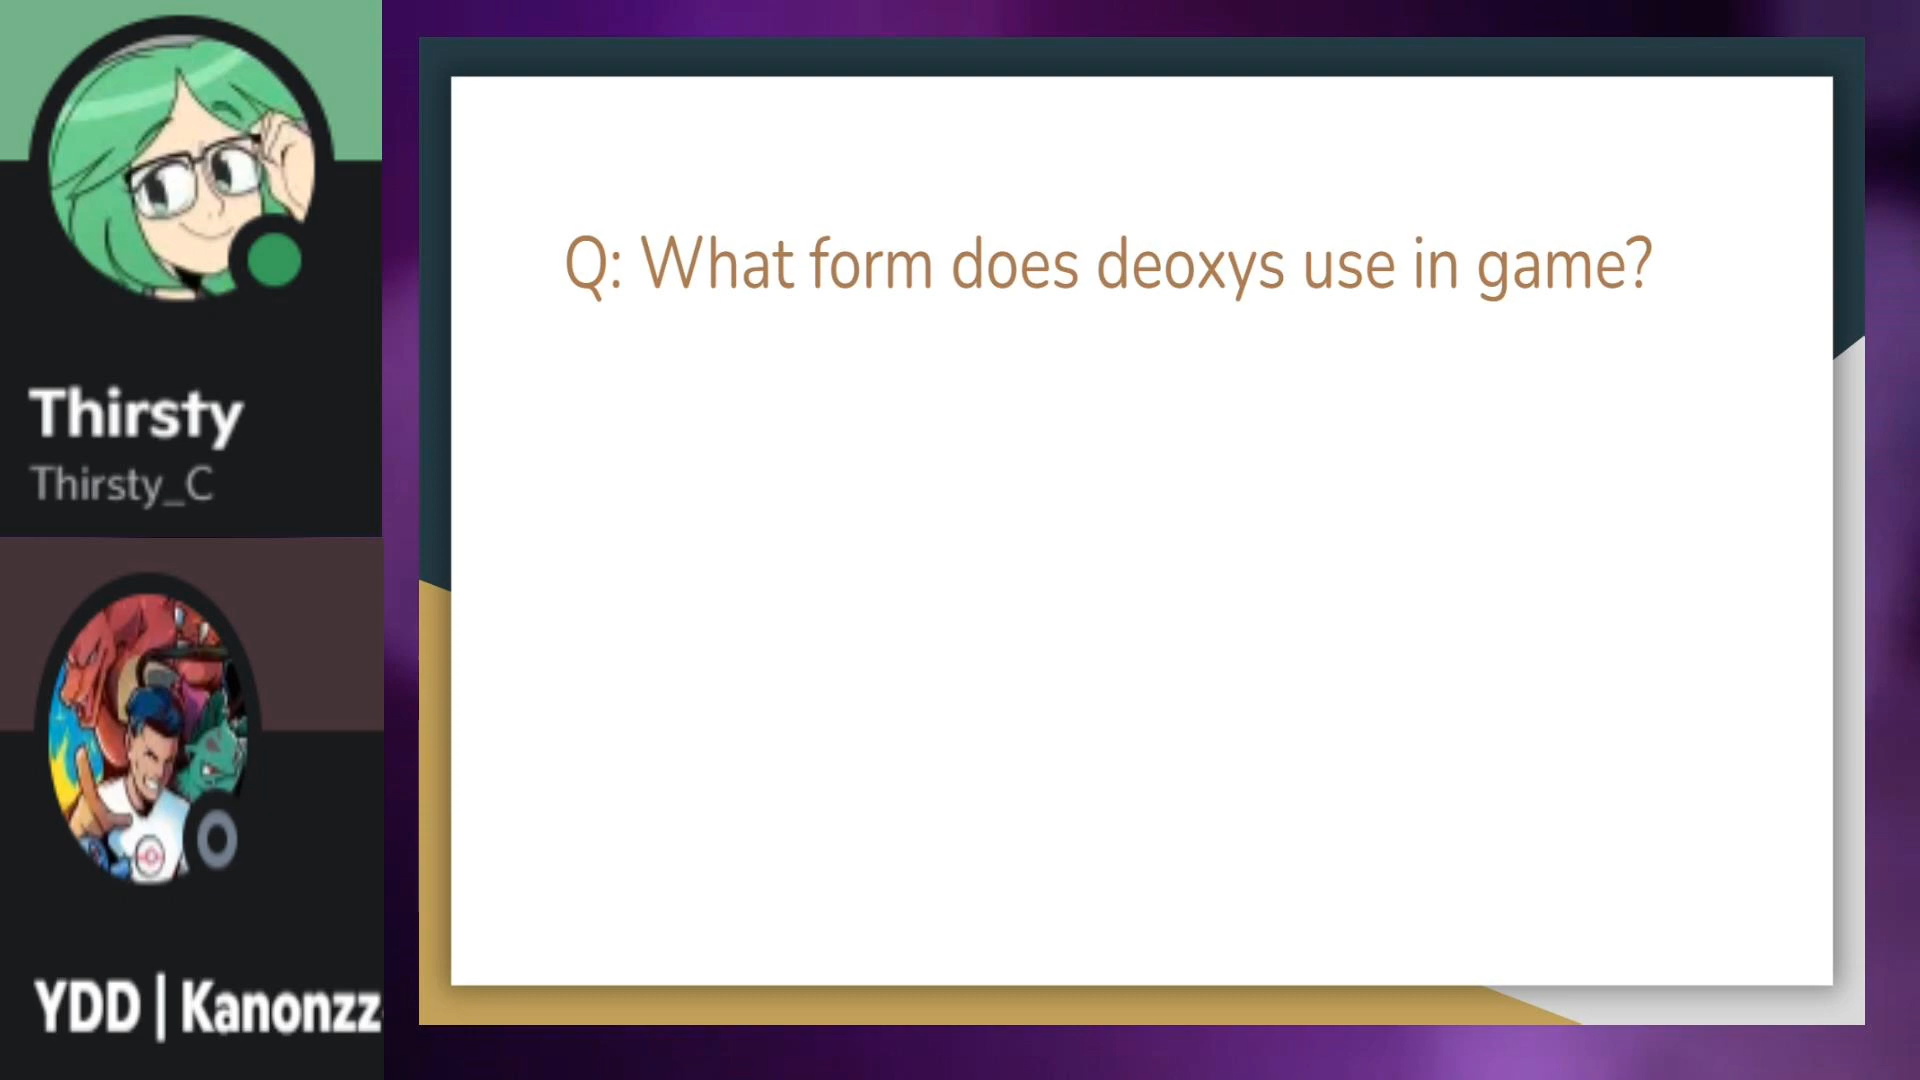 Thirsty
Thirsty_C
YDD | Kanonzz
Q: What form does deoxys use in game?